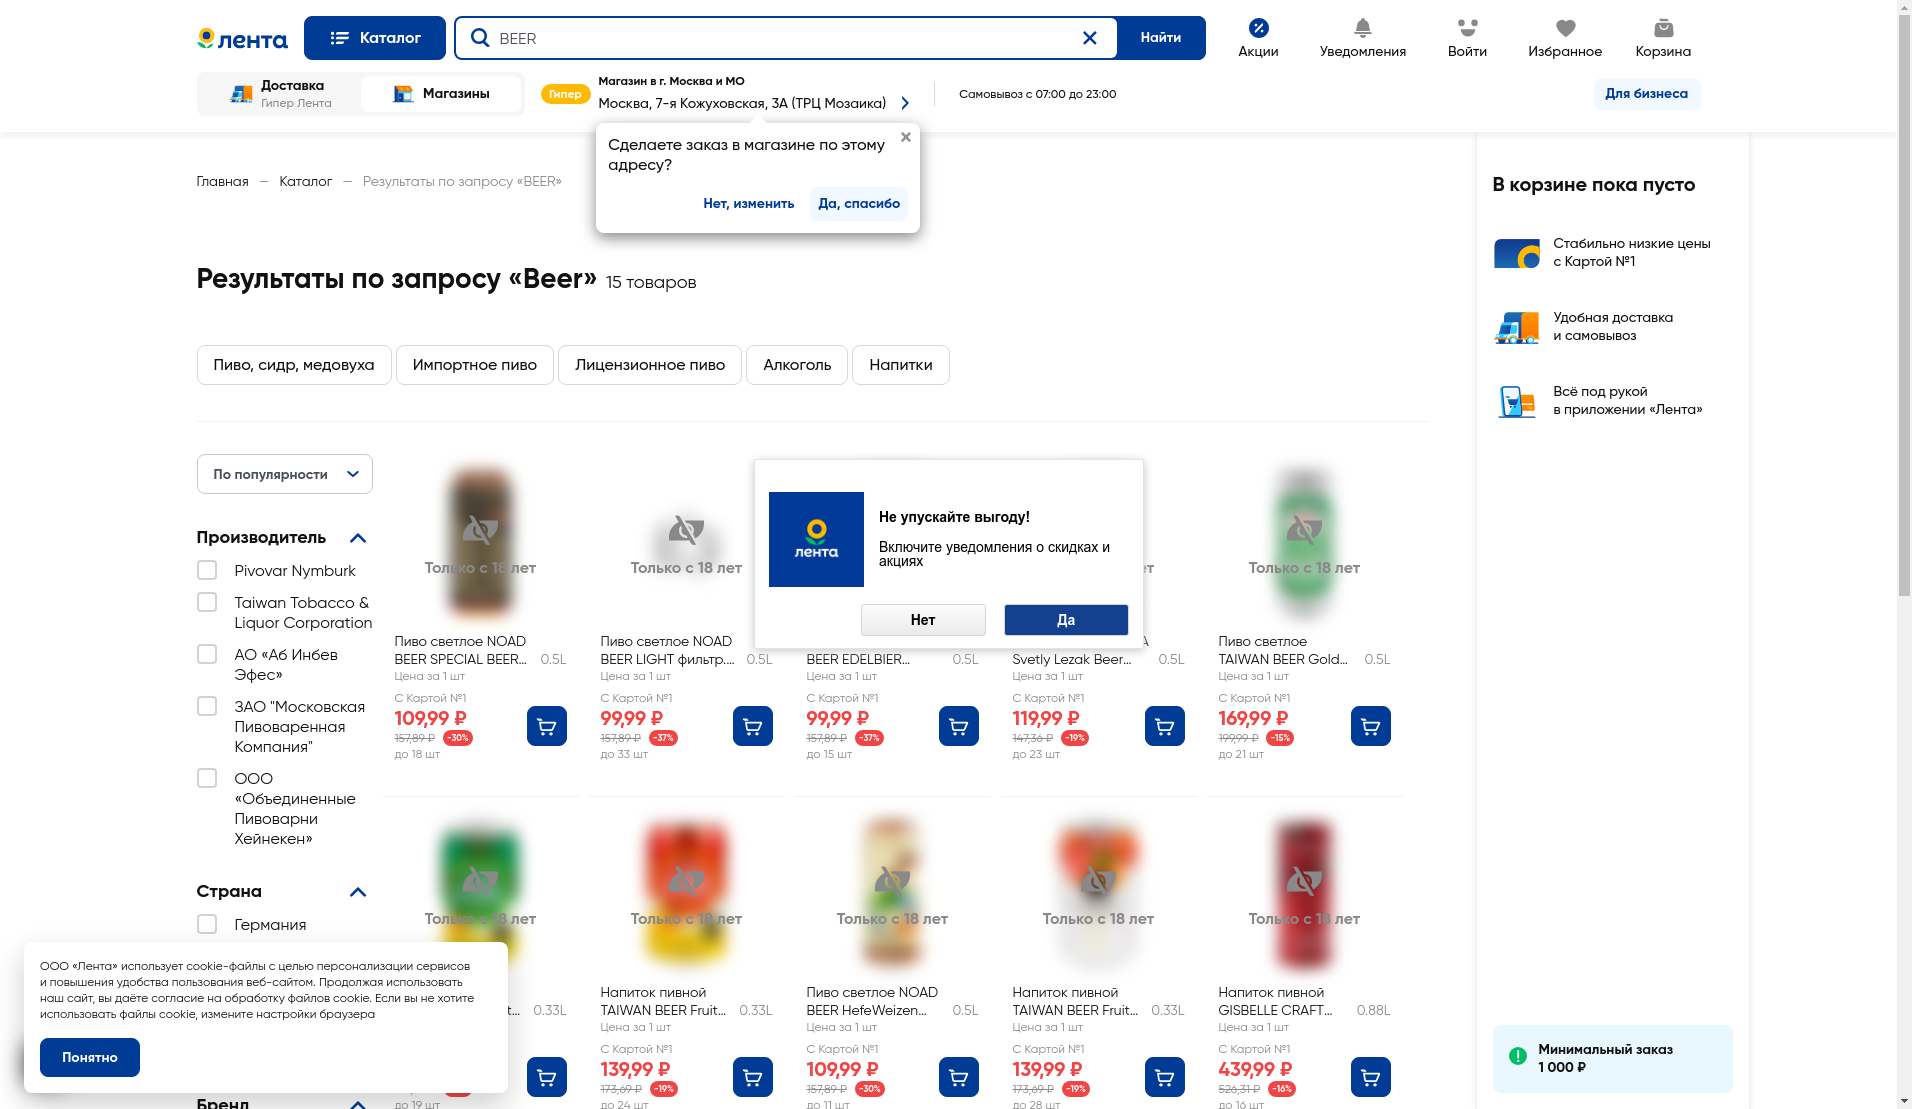 лента
Каталог
BEER
Найти
Акции
Уведомления
Войти
Избранное
Корзина
Доставка
Гипер Лента
Магазины
Гипер
Магазин в г. Москва и МО
Москва, 7-я Кожуховская, 3А (ТРЦ Мозаика)
Самовывоз с 07:00 до 23:00
Для бизнеса
Сделаете заказ в магазине по этому
адресу?
Нет, изменить
Да, спасибо
Главная — Каталог — Результаты по запросу «BEER»
Результаты по запросу «Beer» 15 товаров
Пиво, сидр, медовуха
Импортное пиво
Лицензионное пиво
Алкоголь
Напитки
В корзине пока пусто
Стабильно низкие цены
с Картой №1
Удобная доставка
и самовывоз
Всё под рукой
в приложении «Лента»
Минимальный заказ
1 000 ₽
По популярности
Производитель
Pivovar Nymburk
Taiwan Tobacco &
Liquor Corporation
АО «Аб Инбев
Эфес»
ЗАО "Московская
Пивоваренная
Компания"
ООО
«Объединенные
Пивоварни
Хейнекен»
Страна
Германия
Бренд
Только с 18 лет
Пиво светлое NOAD
BEER SPECIAL BEER... 0.5L
Цена за 1 шт
С Картой №1
109,99 ₽
157,89 ₽ -30%
до 18 шт
Только с 18 лет
Пиво светлое NOAD
BEER LIGHT фильтр.... 0.5L
Цена за 1 шт
С Картой №1
99,99 ₽
157,89 ₽ -37%
до 33 шт
BEER EDELBIER... 0.5L
Цена за 1 шт
С Картой №1
99,99 ₽
157,89 ₽ -37%
до 15 шт
Svetly Lezak Beer... 0.5L
Цена за 1 шт
С Картой №1
119,99 ₽
147,36 ₽ -19%
до 23 шт
Только с 18 лет
Пиво светлое
TAIWAN BEER Gold... 0.5L
Цена за 1 шт
С Картой №1
169,99 ₽
199,99 ₽ -15%
до 21 шт
Не упускайте выгоду!
Включите уведомления о скидках и
акциях
лента
Нет
Да
Только с 18 лет
0.33L
до 19 шт
Только с 18 лет
Напиток пивной
TAIWAN BEER Fruit... 0.33L
Цена за 1 шт
С Картой №1
139,99 ₽
173,69 ₽ -19%
до 24 шт
Только с 18 лет
Пиво светлое NOAD
BEER HefeWeizen... 0.5L
Цена за 1 шт
С Картой №1
109,99 ₽
157,89 ₽ -30%
до 11 шт
Только с 18 лет
Напиток пивной
TAIWAN BEER Fruit... 0.33L
Цена за 1 шт
С Картой №1
139,99 ₽
173,69 ₽ -19%
до 28 шт
Только с 18 лет
Напиток пивной
GISBELLE CRAFT... 0.88L
Цена за 1 шт
С Картой №1
439,99 ₽
526,31 ₽ -16%
до 16 шт
ООО «Лента» использует cookie-файлы с целью персонализации сервисов
и повышения удобства пользования веб-сайтом. Продолжая использовать
наш сайт, вы даёте согласие на обработку файлов cookie. Если вы не хотите
использовать файлы cookie, измените настройки браузера
Понятно